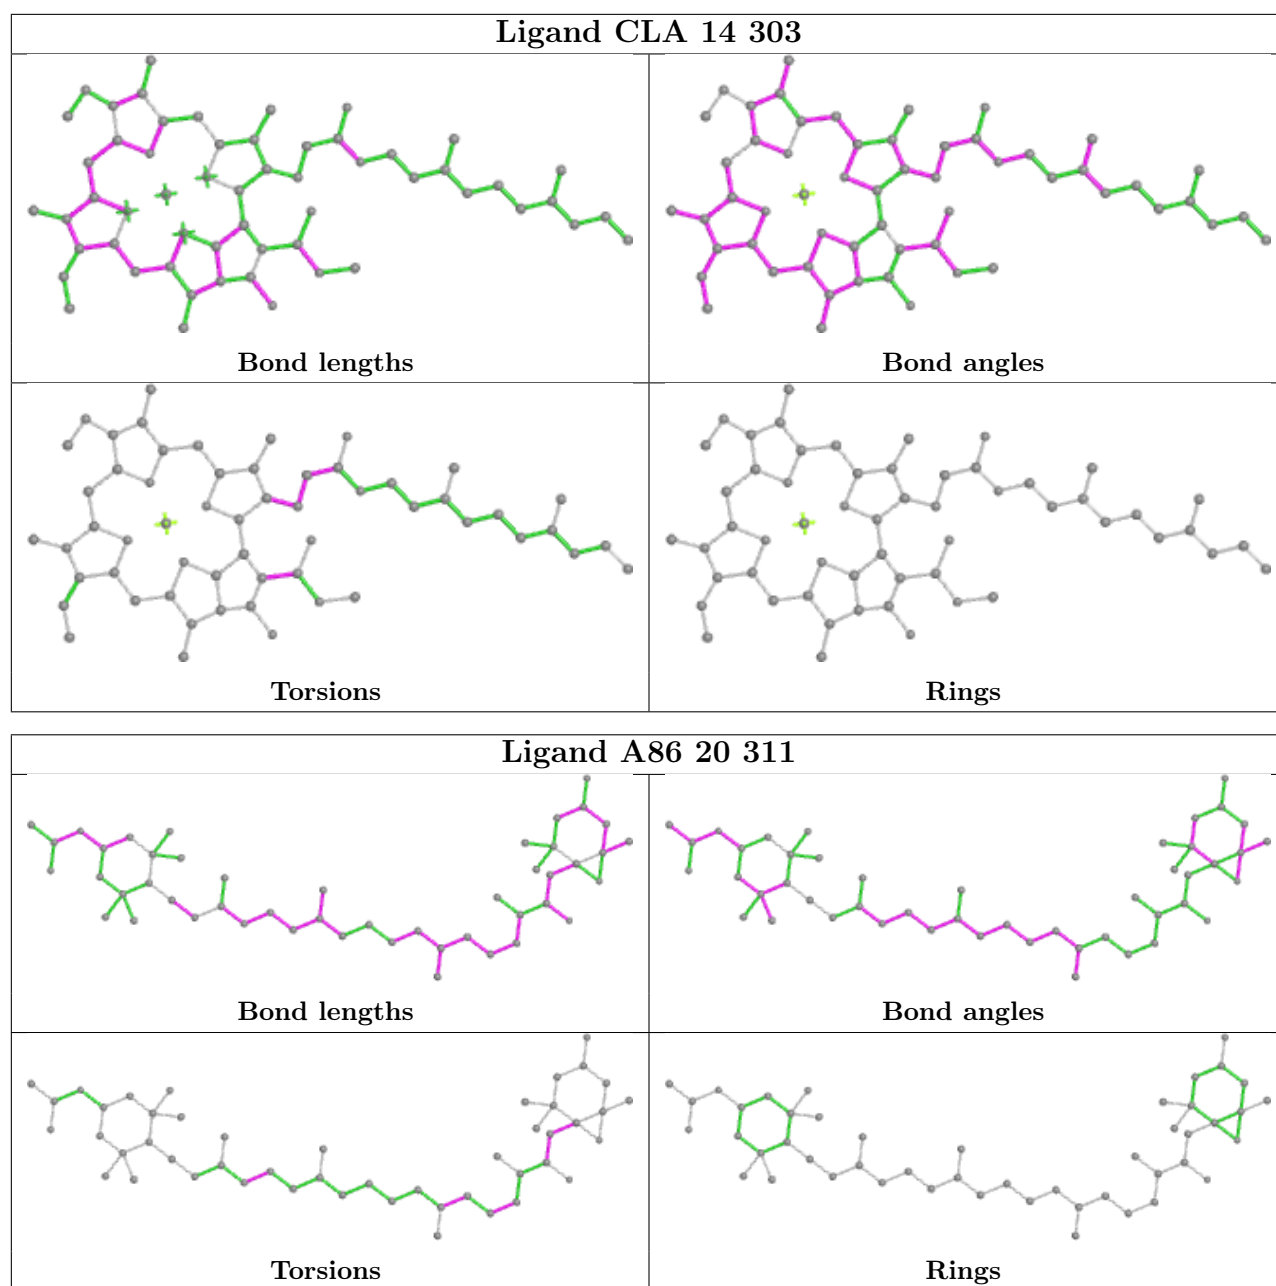 Ligand CLA 14 303
Bond lengths
Bond angles
Torsions
Rings
Ligand A86 20 311
Bond lengths
Bond angles
Torsions
Rings